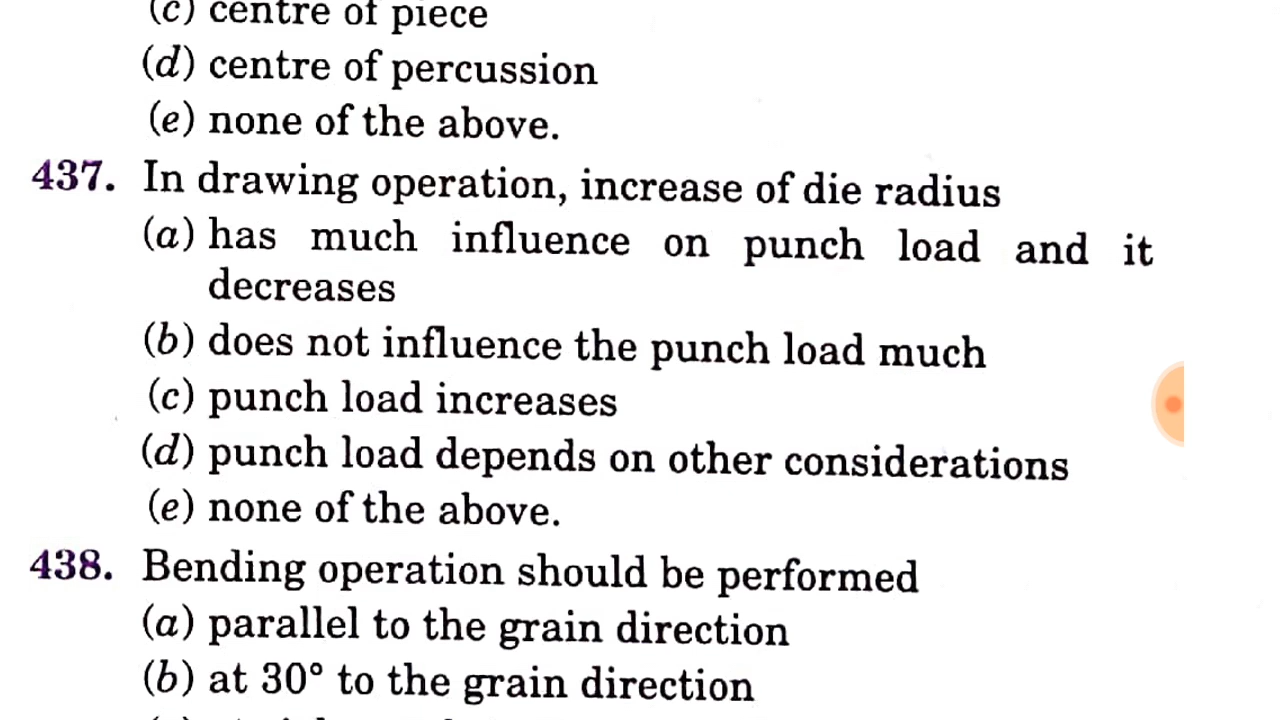 (c) centre of piece
(d) centre of percussion
(e) none of the above.
437. In drawing operation, increase of die radius
(a) has much influence on punch load and it
decreases
(b) does not influence the punch load much
(c) punch load increases
(d) punch load depends on other considerations
(e) none of the above.
438. Bending operation should be performed
(a) parallel to the grain direction
(b) at 30° to the grain direction